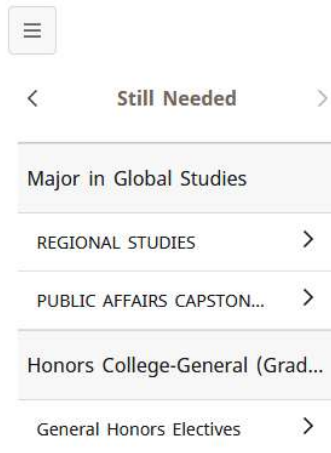 Still Needed
Major in Global Studies
REGIONAL STUDIES
PUBLIC AFFAIRS CAPSTON...
Honors College-General (Grad...
General Honors Electives